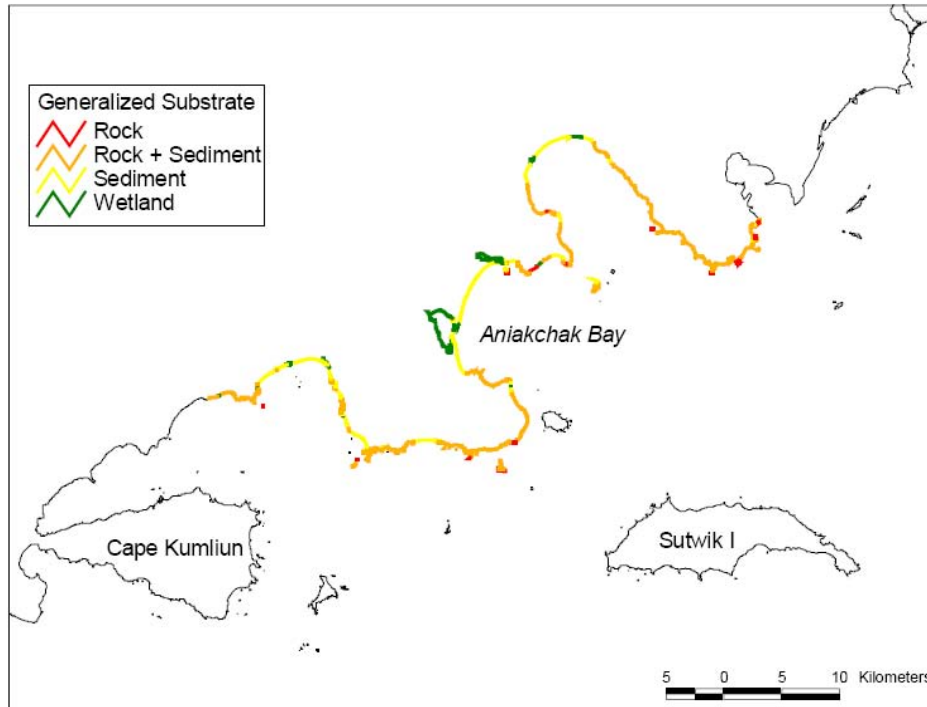 Generalized Substrate
Rock
Rock + Sediment
Sediment
Wetland
Aniakchak Bay
Cape Kumliun
Sutwik I
5 0 5 10 Kilometers